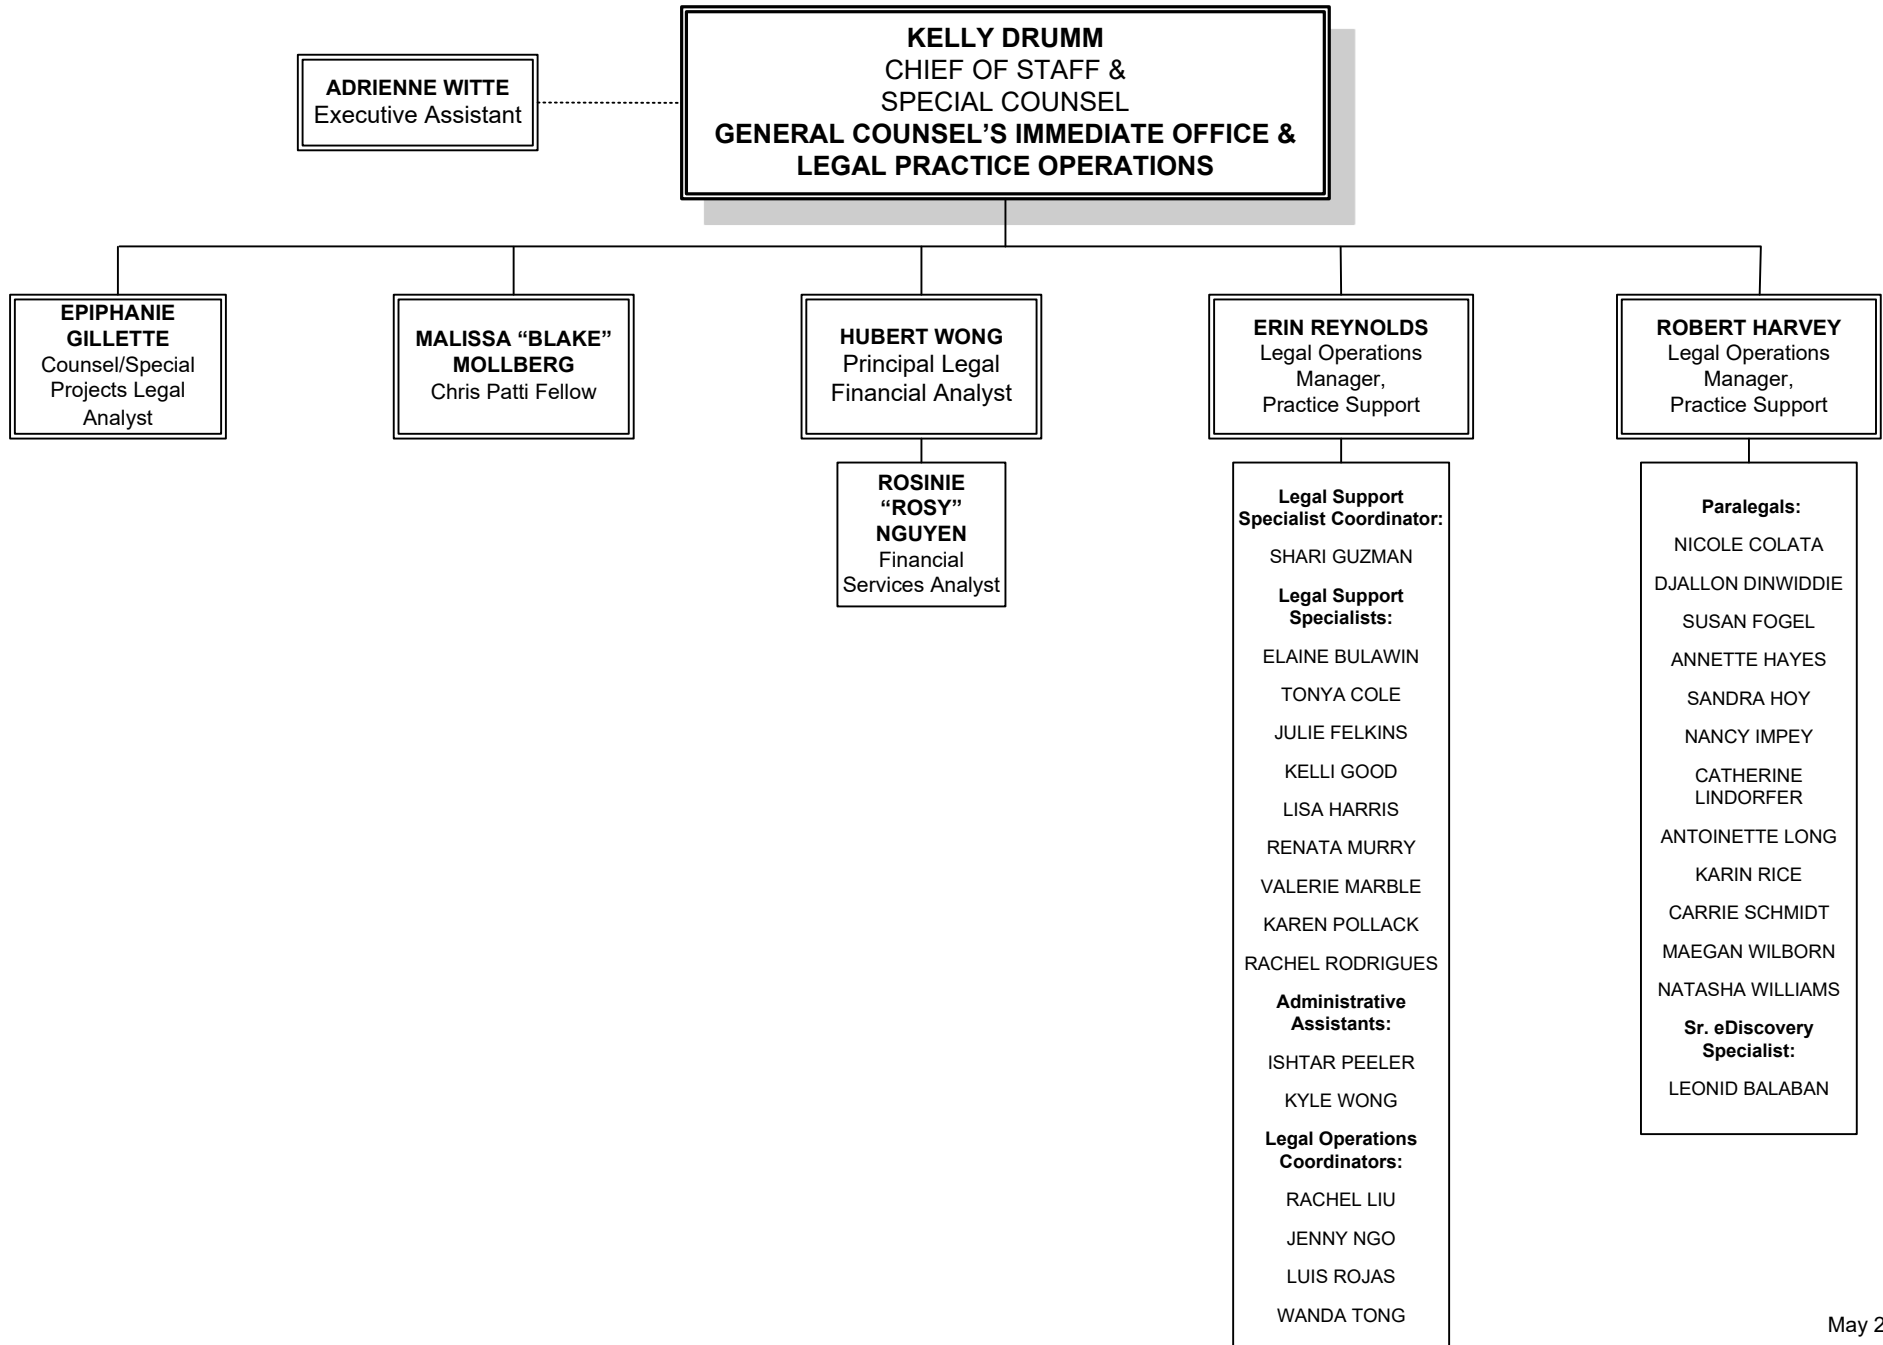 KELLY DRUMM
CHIEF OF STAFF &
SPECIAL COUNSEL
GENERAL COUNSEL'S IMMEDIATE OFFICE &
LEGAL PRACTICE OPERATIONS
ADRIENNE WITTE
Executive Assistant
EPIPHANIE
GILLETTE
Counsel/Special
Projects Legal
Analyst
MALISSA “BLAKE”
MOLLBERG
Chris Patti Fellow
HUBERT WONG
Principal Legal
Financial Analyst
ROSINIE
“ROSY”
NGUYEN
Financial
Services Analyst
ERIN REYNOLDS
Legal Operations
Manager,
Practice Support
Legal Support
Specialist Coordinator:
SHARI GUZMAN
Legal Support
Specialists:
ELAINE BULAWIN
TONYA COLE
JULIE FELKINS
KELLI GOOD
LISA HARRIS
RENATA MURRY
VALERIE MARBLE
KAREN POLLACK
RACHEL RODRIGUES
Administrative
Assistants:
ISHTAR PEELER
KYLE WONG
Legal Operations
Coordinators:
RACHEL LIU
JENNY NGO
LUIS ROJAS
WANDA TONG
ROBERT HARVEY
Legal Operations
Manager,
Practice Support
Paralegals:
NICOLE COLATA
DJALLON DINWIDDIE
SUSAN FOGEL
ANNETTE HAYES
SANDRA HOY
NANCY IMPEY
CATHERINE
LINDORFER
ANTOINETTE LONG
KARIN RICE
CARRIE SCHMIDT
MAEGAN WILBORN
NATASHA WILLIAMS
Sr. eDiscovery
Specialist:
LEONID BALABAN
May 2